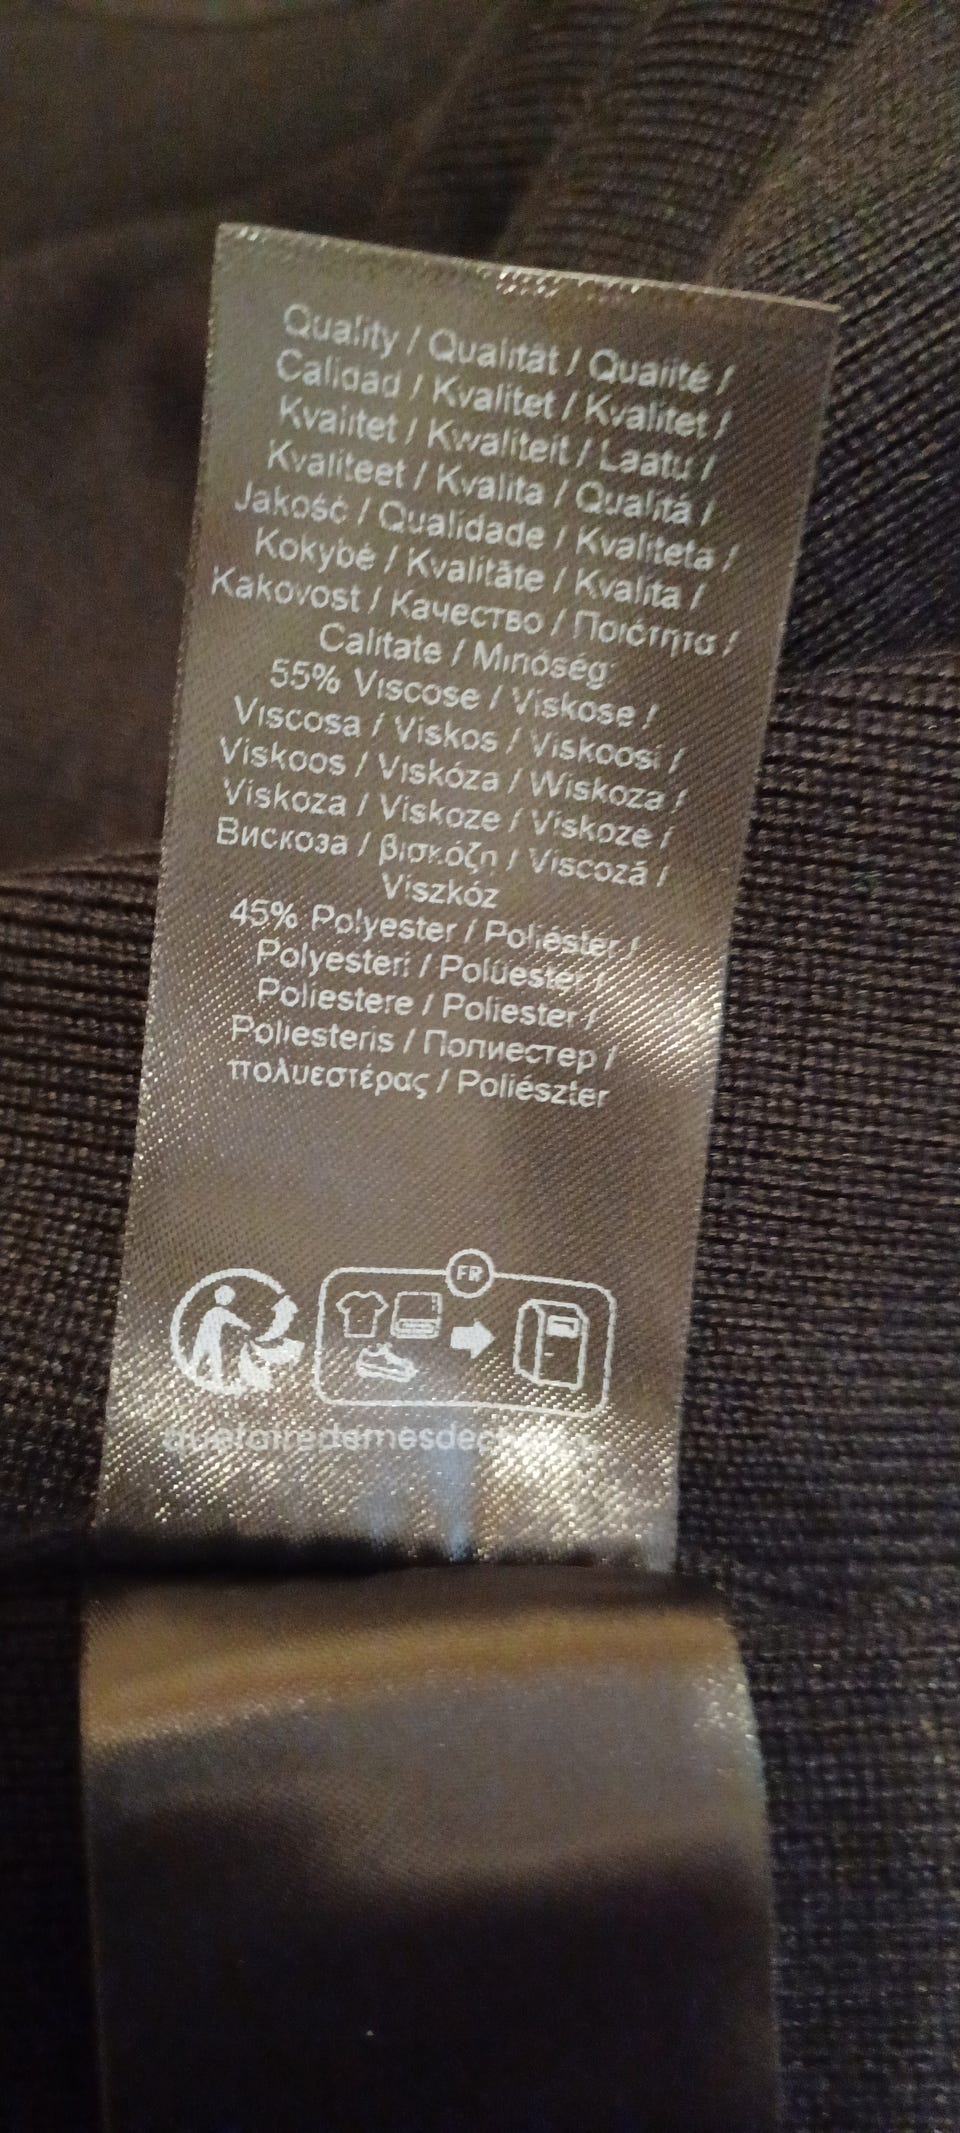 Quality / Qualität / Qualité /
Calidad / Kvalitet / Kvalitet /
Kvalitet / Kwaliteit / Laatu /
Kvaliteet / Kvalita / Qualitá /
Jakość / Qualidade / Kvaliteta /
Kokybė / Kvalitāte / Kvalita /
Kakovost / Качество / Ποιότητα /
Calitate / Minőség:
55% Viscose / Viskose /
Viscosa / Viskos / Viskoosi /
Viskoos / Viskóza / Wiskoza /
Viskoza / Viskoze / Viskoze /
Вискоза / βισκόζη / Viscoză /
Viszkóz
45% Polyester / Poliéster /
Polyesteri / Polüester /
Poliestere / Poliester /
Poliesteris / Полиестер /
πολυεστέρας / Poliészter
FR